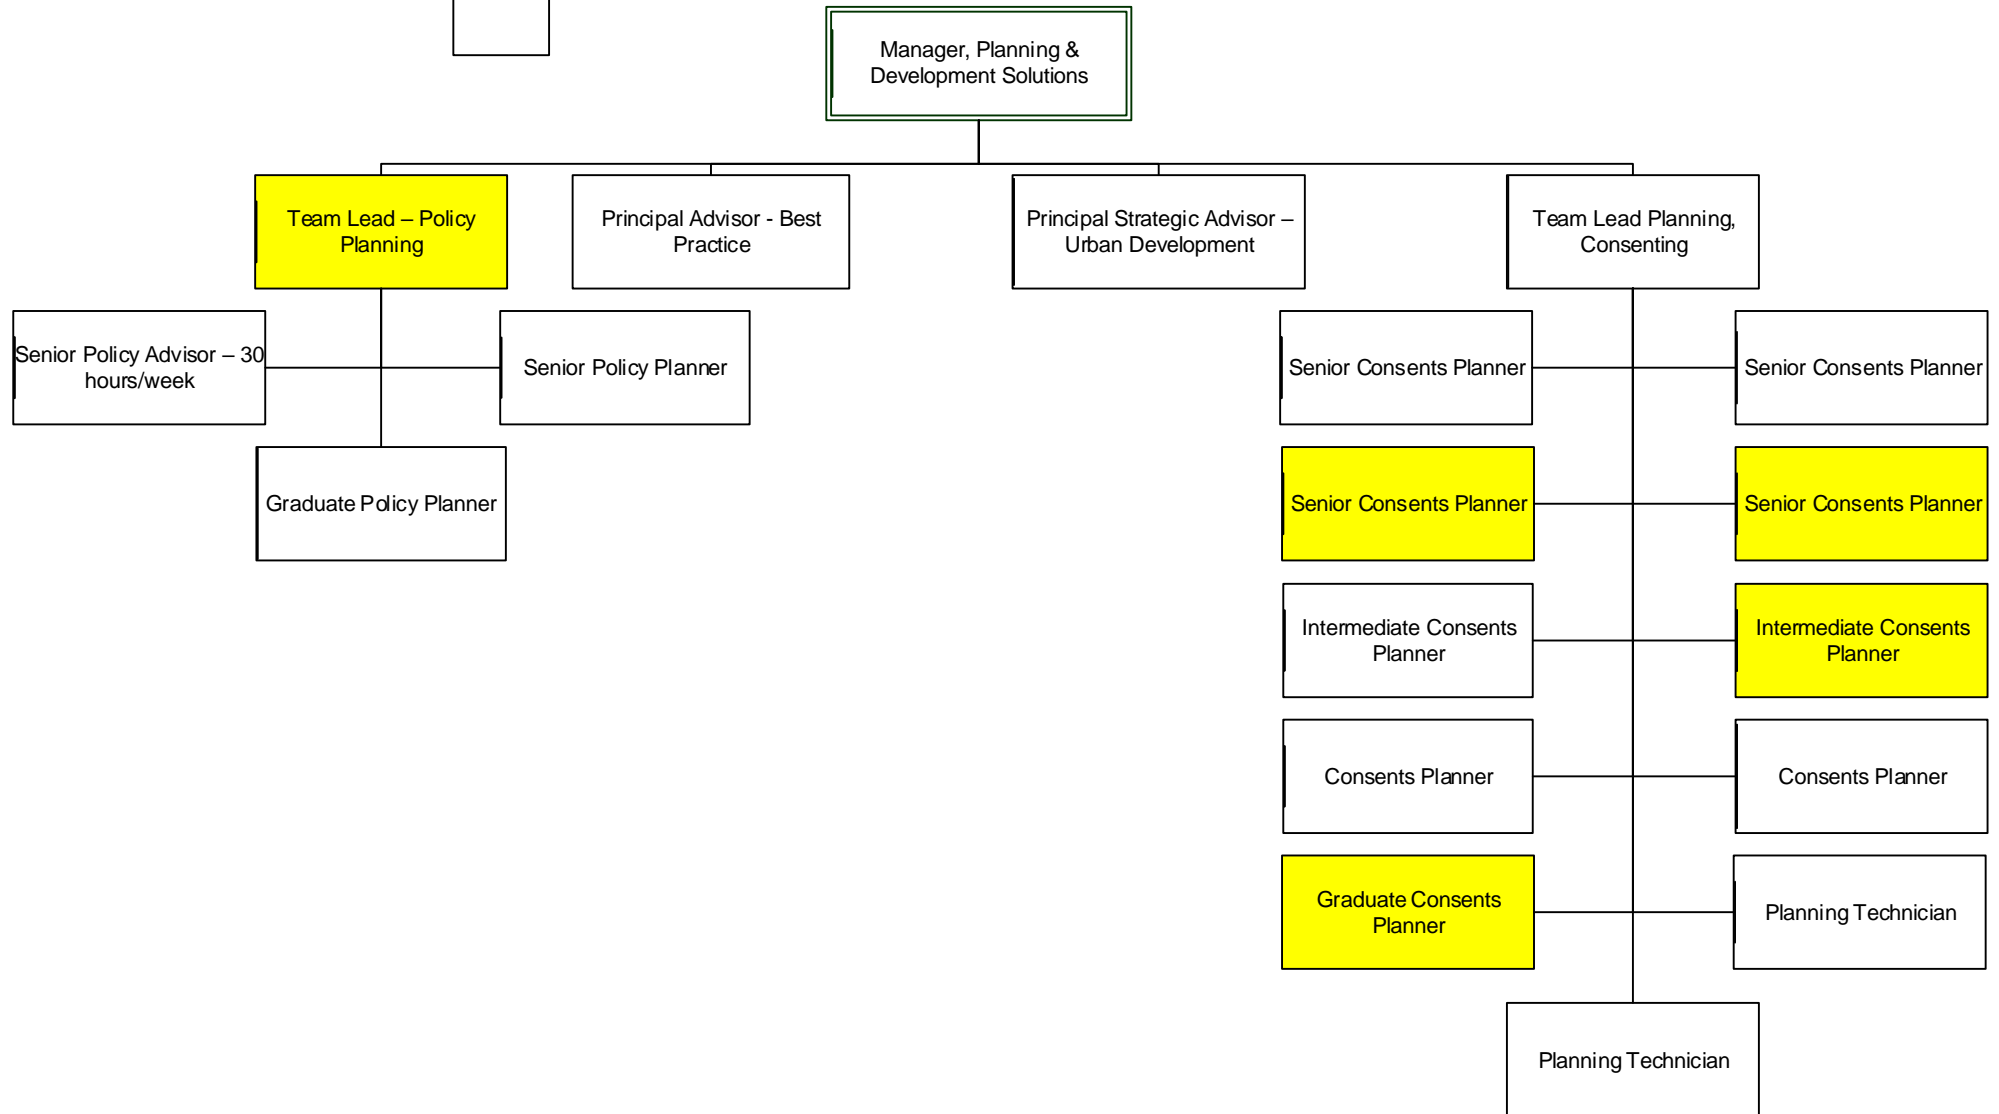 Manager, Planning &
Development Solutions
Team Lead – Policy
Planning
Principal Advisor - Best
Practice
Principal Strategic Advisor –
Urban Development
Team Lead Planning,
Consenting
Senior Policy Advisor – 30
hours/week
Senior Policy Planner
Senior Consents Planner
Senior Consents Planner
Graduate Policy Planner
Senior Consents Planner
Senior Consents Planner
Intermediate Consents
Planner
Intermediate Consents
Planner
Consents Planner
Consents Planner
Graduate Consents
Planner
Planning Technician
Planning Technician